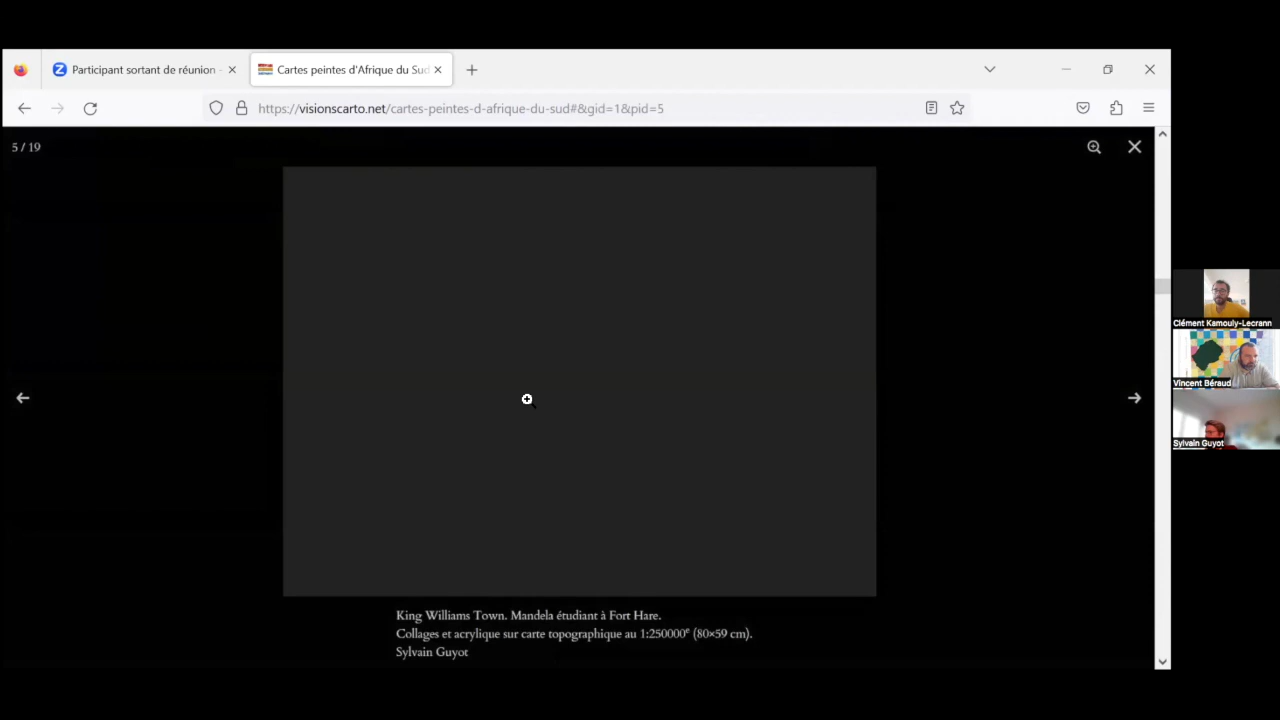 Participant sortant de réunion -
Cartes peintes d'Afrique du Sud
https://visionscarto.net/cartes-peintes-d-afrique-du-sud#&gid=1&pid=5
5 / 19
Clément Kamouly-Lecrann
Vincent Béraud
Sylvain Guyot
King Williams Town. Mandela étudiant à Fort Hare.
Collages et acrylique sur carte topographique au 1:250000e (80×59 cm).
Sylvain Guyot